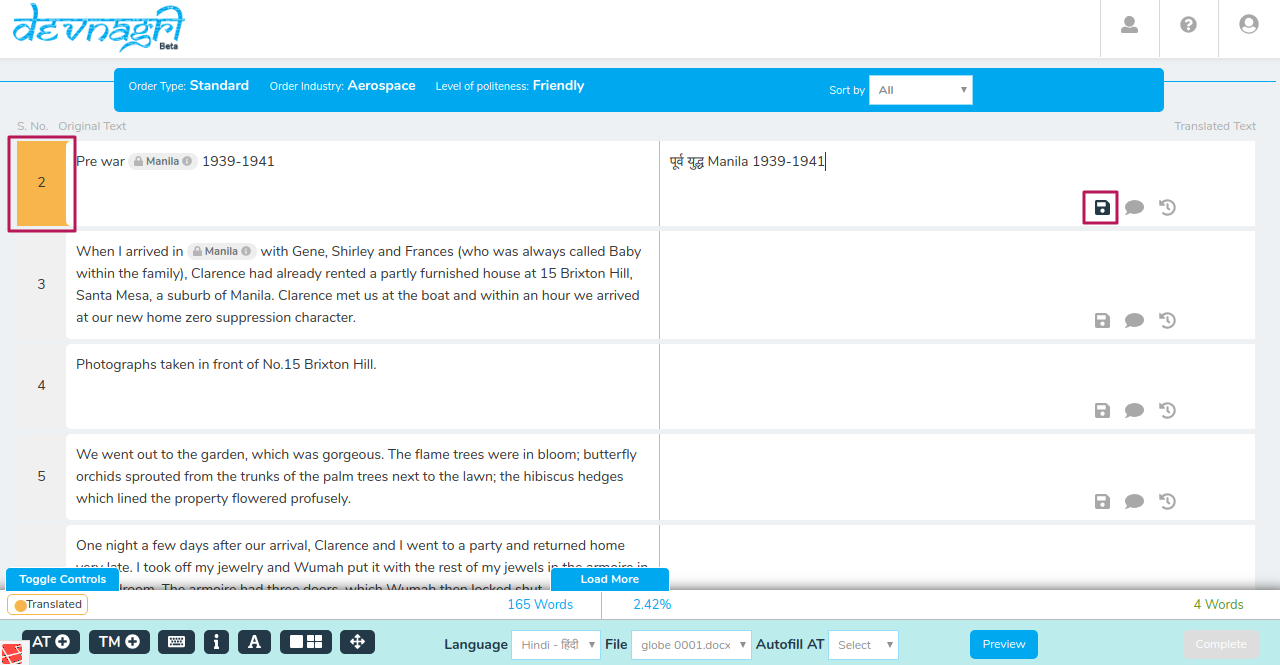 devnagri
Beta
Order Type: Standard Order Industry: Aerospace Level of politeness: Friendly Sort by All
S. No. Original Text Translated Text
2 Pre war Manila 1939-1941 पूर्व युद्ध Manila 1939-1941
When I arrived in Manila with Gene, Shirley and Frances (who was always called Baby
within the family), Clarence had already rented a partly furnished house at 15 Brixton Hill,
3
Santa Mesa, a suburb of Manila. Clarence met us at the boat and within an hour we arrived
at our new home zero suppression character.
Photographs taken in front of No.15 Brixton Hill.
4
We went out to the garden, which was gorgeous. The flame trees were in bloom; butterfly
5 orchids sprouted from the trunks of the palm trees next to the lawn; the hibiscus hedges
which lined the property flowered profusely.
One night a few days after our arrival, Clarence and I went to a party and returned home
very late. I took off my jewelry and Wumah put it with the rest of my jewels in the armoire in
The armoire had three doors, which Wumah then locked shut.
Toggle Controls Load More
Translated 165 Words 2.42% 4 Words
AT TM A Language Hindi - हिंदी File globe 0001.docx Autofill AT Select Preview Complete